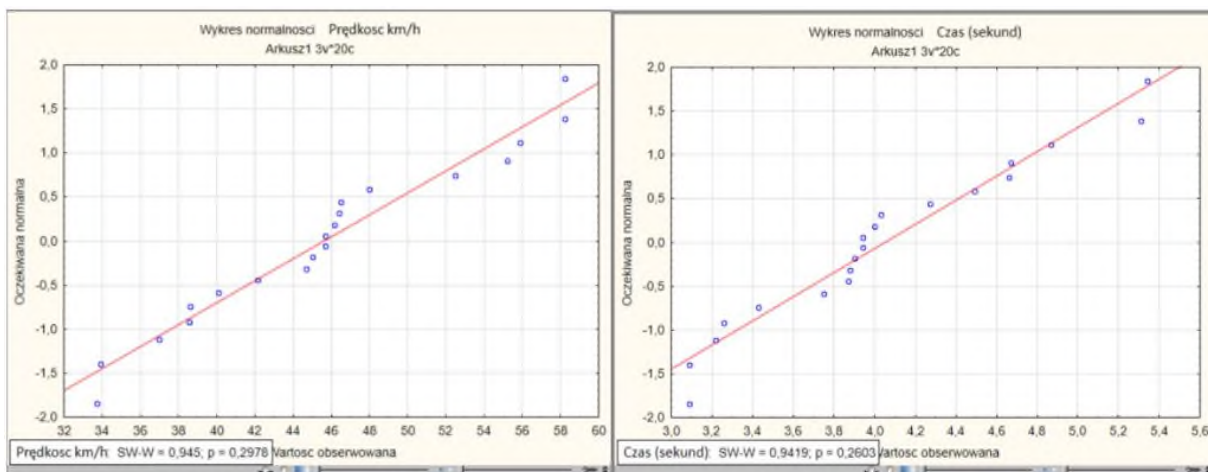 Wykres normalnosci Prędkosc km/h
Arkusz1 3v*20c
2,0
1,5
1,0
0,5
0,0
-0,5
-1,0
-1,5
-2,0
Oczekiwana normalna
32 34 36 38 40 42 44 46 48 50 52 54 56 58 60
Prędkosc km/h: SW-W = 0,945; p = 0,2978 Wartosc obserwowana
Wykres normalnosci Czas (sekund)
Arkusz1 3v*20c
2,0
1,5
1,0
0,5
0,0
-0,5
-1,0
-1,5
-2,0
Oczekiwana normalna
3,0 3,2 3,4 3,6 3,8 4,0 4,2 4,4 4,6 4,8 5,0 5,2 5,4 5,6
Czas (sekund): SW-W = 0,9419; p = 0,2603 Wartosc obserwowana